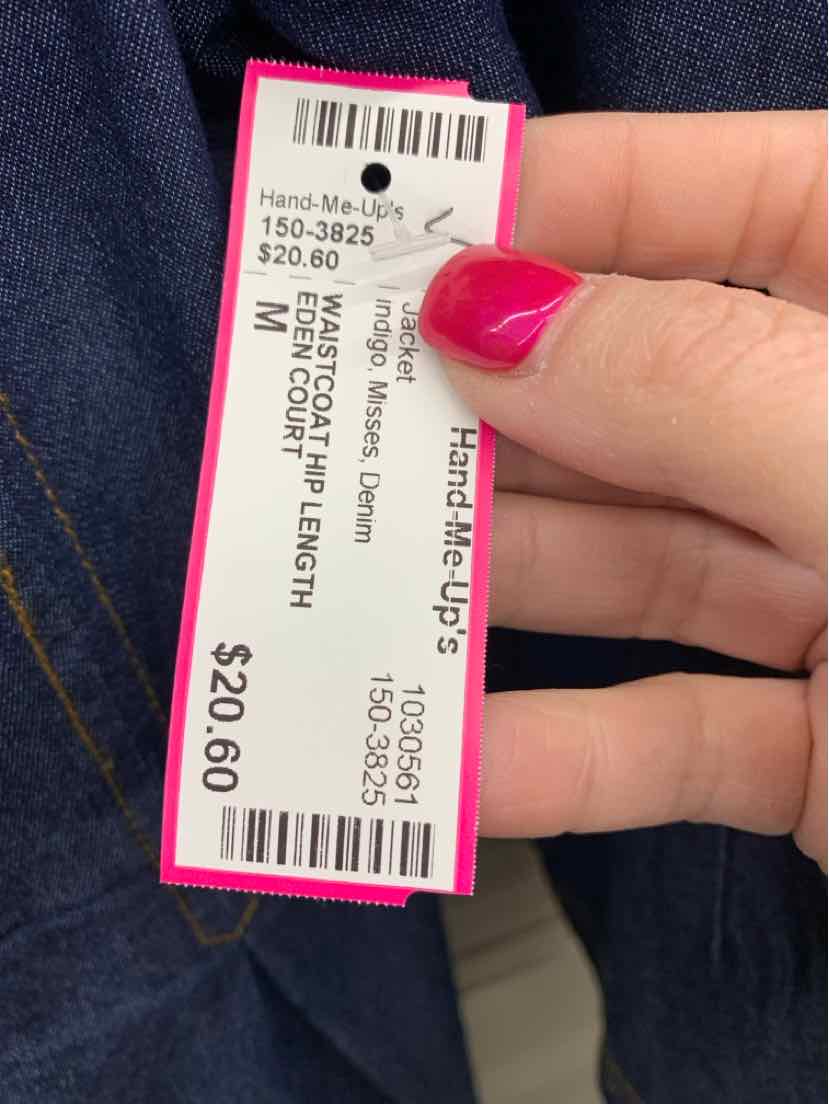 Hand-Me-Up's
150-3825
$20.60
Hand-Me-Up's
Jacket
1030561
indigo, Misses, Denim
150-3825
WAISTCOAT HIP LENGTH
EDEN COURT
M
$20.60